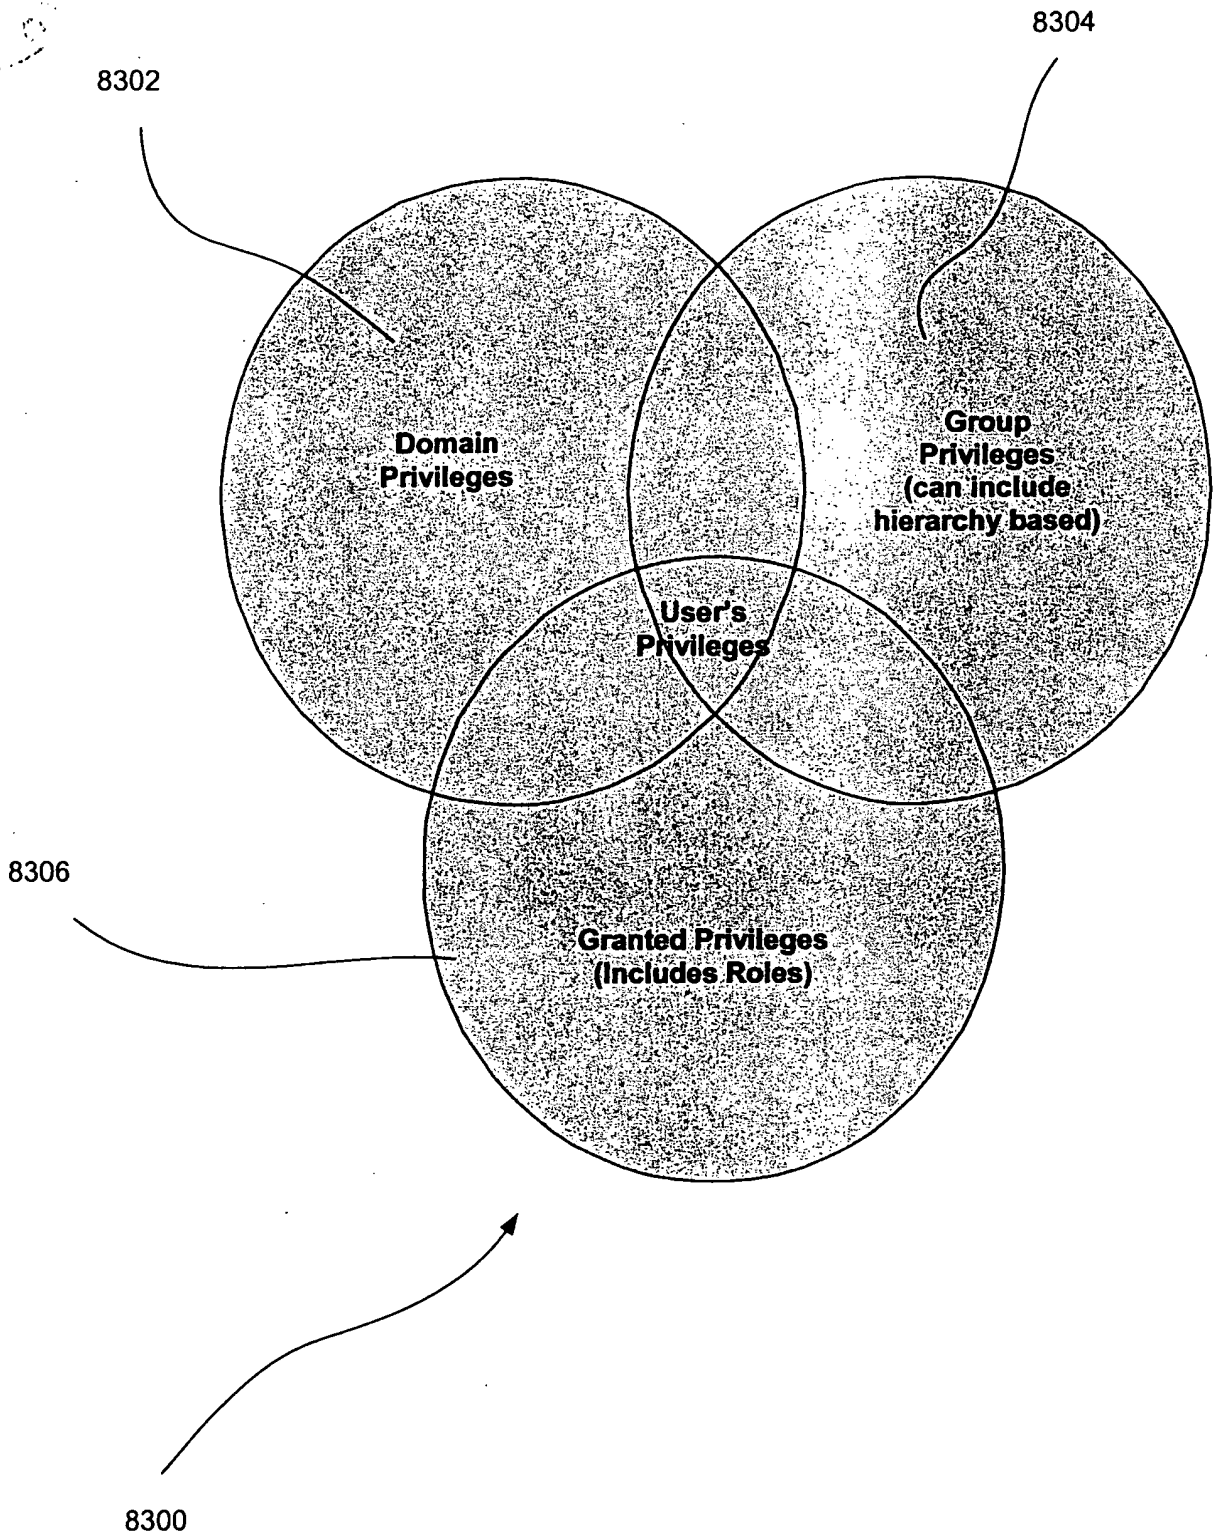 8304
8302
Domain
Privileges
Group
Privileges
(can include
hierarchy based)
User's
Privileges
8306
Granted Privileges
(Includes Roles)
8300